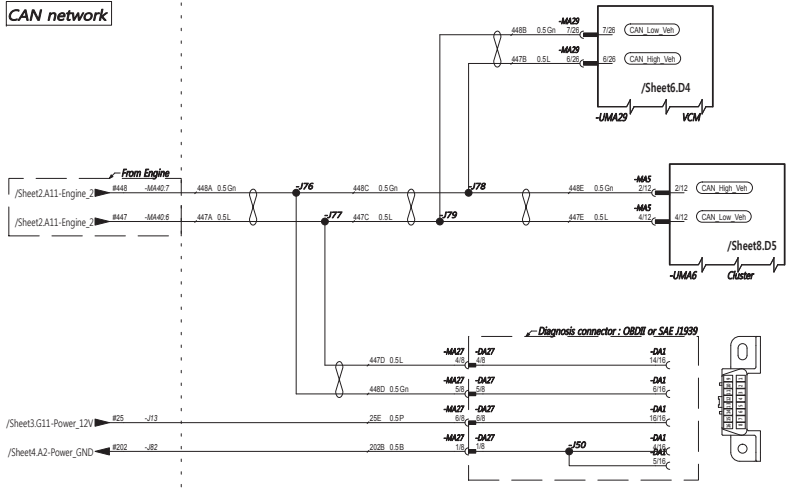 CAN network
-MA29
448B 0.5Gn 7/26 7/26 CAN_Low_Veh
-MA29
447B 0.5L 6/26 6/26 CAN_High_Veh
/Sheet6.D4
-UMA29 VCM
From Engine
/Sheet2.A11-Engine_2 #448 -MA40:7 448A 0.5Gn -J76 448C 0.5Gn -J78 448E 0.5Gn -MA5 2/12 2/12 CAN_High_Veh
/Sheet2.A11-Engine_2 #447 -MA40:6 447A 0.5L -J77 447C 0.5L -J79 447E 0.5L -MA5 4/12 4/12 CAN_Low_Veh
/Sheet8.D5
-UMA6 Cluster
Diagnosis connector : OBDII or SAE J1939
-MA27 -DA27 -DA1
447D 0.5L 4/8 4/8 14/16
-MA27 -DA27 -DA1
448D 0.5Gn 5/8 5/8 6/16
-MA27 -DA27 -DA1
/Sheet3.G11-Power_12V #25 -J13 25E 0.5P 6/8 6/8 16/16
-MA27 -DA27 -J50 -DA1
/Sheet4.A2-Power_GND #202 -J82 202B 0.5B 1/8 1/8 4/16
-DA1
5/16